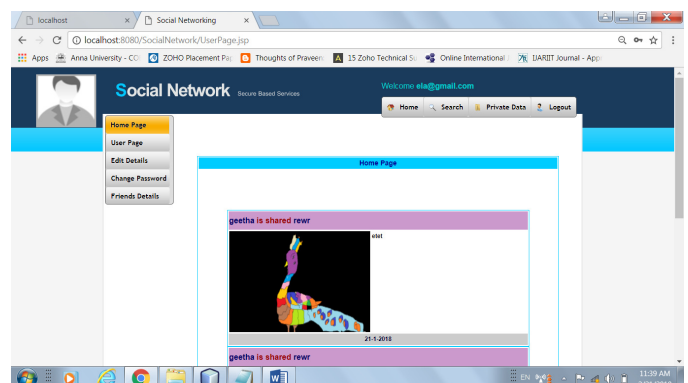 localhost × Social Networking ×
localhost:8080/SocialNetwork/UserPage.jsp
Apps Anna University - CO ZOHO Placement Pap Thoughts of Praveen 15 Zoho Technical Su Online International J IJARIIT Journal - App
Social Network Secure Based Services
Welcome ela@gmail.com
Home Search Private Data Logout
Home Page
User Page
Edit Details
Change Password
Friends Details
Home Page
geetha is shared rewr
etet
21-1-2018
geetha is shared rewr
EN 11:39 AM